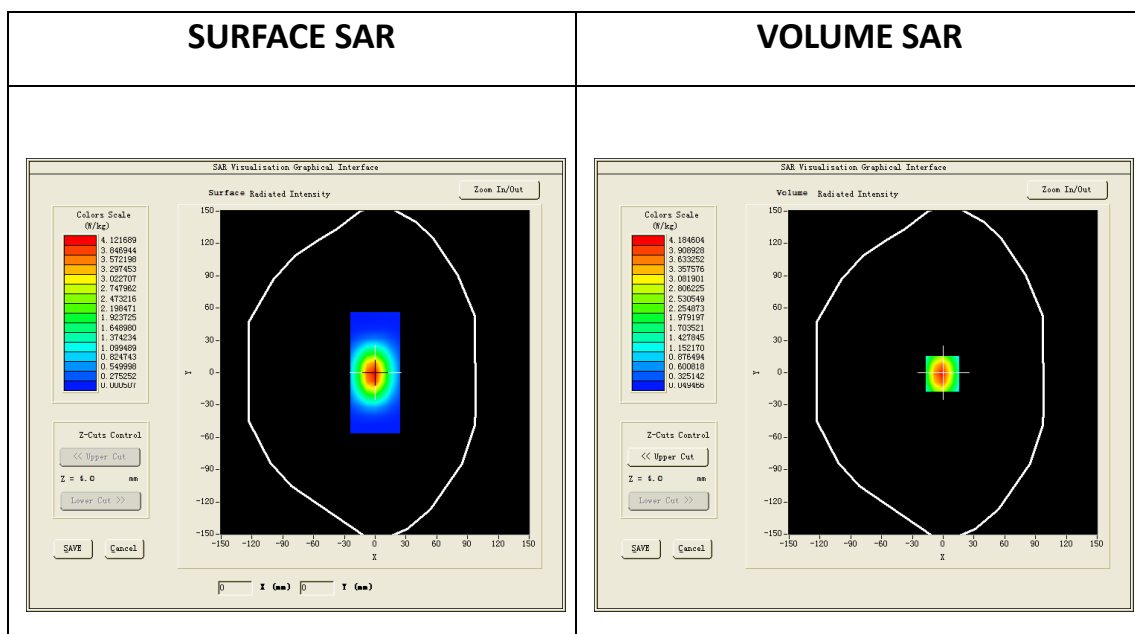 SURFACE SAR
VOLUME SAR
SAR Visualisation Graphical Interface
Surface Radiated Intensity
Zoom In/Out
Colors Scale
(W/kg)
4.121689
3.846944
3.572198
3.297453
3.022707
2.747962
2.473216
2.198471
1.923725
1.648980
1.374234
1.099489
0.824743
0.549998
0.275252
0.000507
Z-Cuts Control
<< Upper Cut
Z = 4.0 mm
Lower Cut >>
SAVE Cancel
150
120
90
60
30
0
-30
-60
-90
-120
-150
Y
-150 -120 -90 -60 -30 0 30 60 90 120 150
X
0 X (mm) 0 Y (mm)
SAR Visualisation Graphical Interface
Volume Radiated Intensity
Zoom In/Out
Colors Scale
(W/kg)
4.184604
3.908928
3.633252
3.357576
3.081901
2.806225
2.530549
2.254873
1.979197
1.703521
1.427845
1.152170
0.876494
0.600818
0.325142
0.049466
Z-Cuts Control
<< Upper Cut
Z = 4.0 mm
Lower Cut >>
SAVE Cancel
150
120
90
60
30
0
-30
-60
-90
-120
-150
Y
-150 -120 -90 -60 -30 0 30 60 90 120 150
X